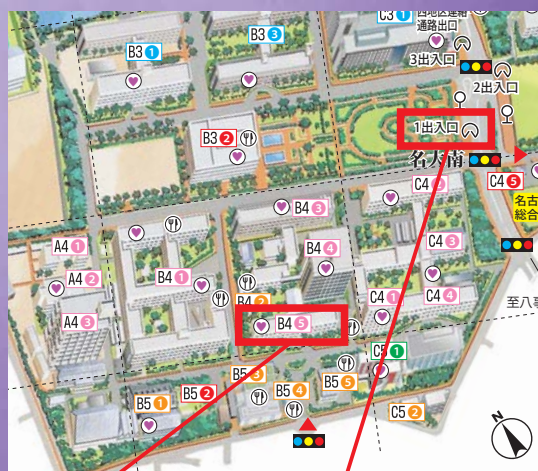 C3 1
西地区連絡
通路出口
B3 1
B3 3
3出入口
2出入口
B3 2
1出入口
名大南
C4 5
名古
総合
C4
B4 3
A4 1
B4 4
C4 3
A4 2
B4 1
B4 2
C4 1
C4 4
至八事
A4 3
B4 5
C5 1
B5 3
B5 1
B5 2
B5 4
B5 5
C5 2
N